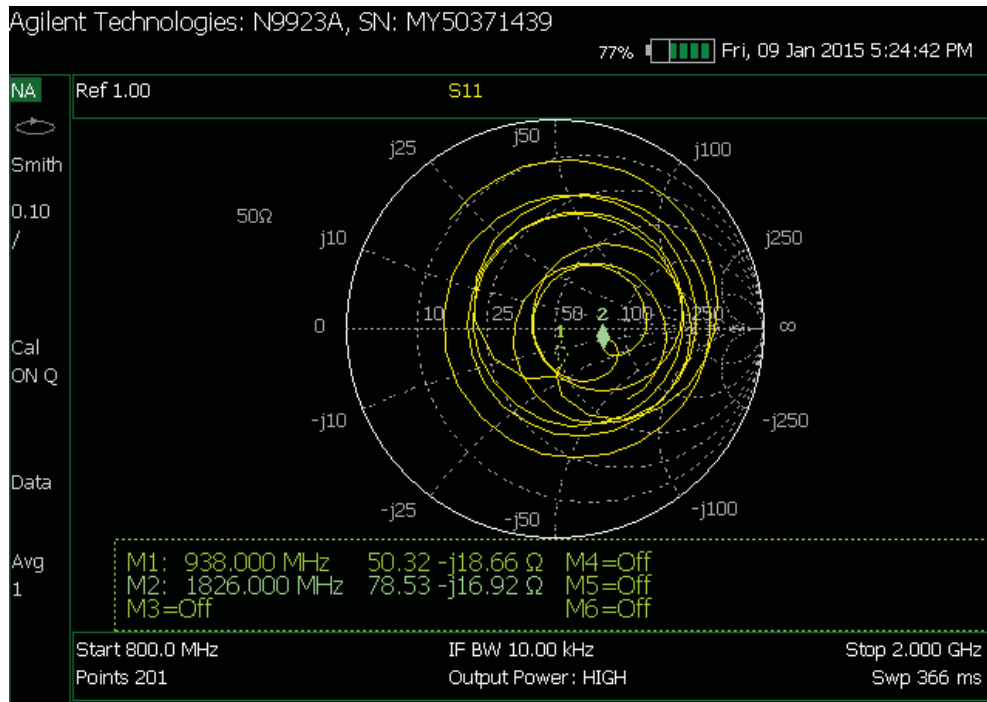 Agilent Technologies: N9923A, SN: MY50371439
77% Fri, 09 Jan 2015 5:24:42 PM
NA Ref 1.00 S11
Smith
0.10
/
Cal
ON Q
Data
Avg
1
50Ω
j10
j25
j50
j100
j250
0 10 25 50 100 250 ∞
1 2
-j10
-j25
-j50
-j100
-j250
M1: 938.000 MHz 50.32 -j18.66 Ω M4=Off
M2: 1826.000 MHz 78.53 -j16.92 Ω M5=Off
M3=Off M6=Off
Start 800.0 MHz IF BW 10.00 kHz Stop 2.000 GHz
Points 201 Output Power: HIGH Swp 366 ms